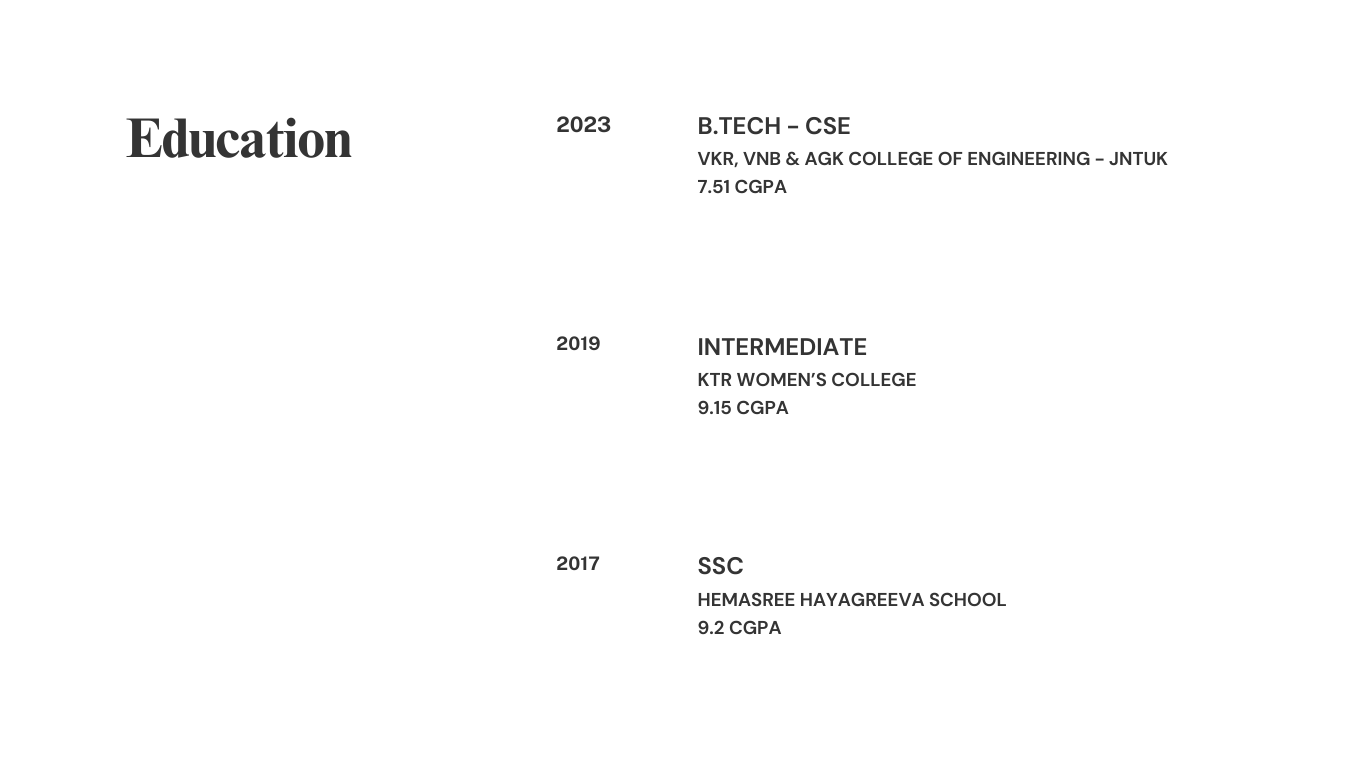 Education
2023
B.TECH – CSE
VKR, VNB & AGK COLLEGE OF ENGINEERING – JNTUK
7.51 CGPA
2019
INTERMEDIATE
KTR WOMEN’S COLLEGE
9.15 CGPA
2017
SSC
HEMASREE HAYAGREEVA SCHOOL
9.2 CGPA